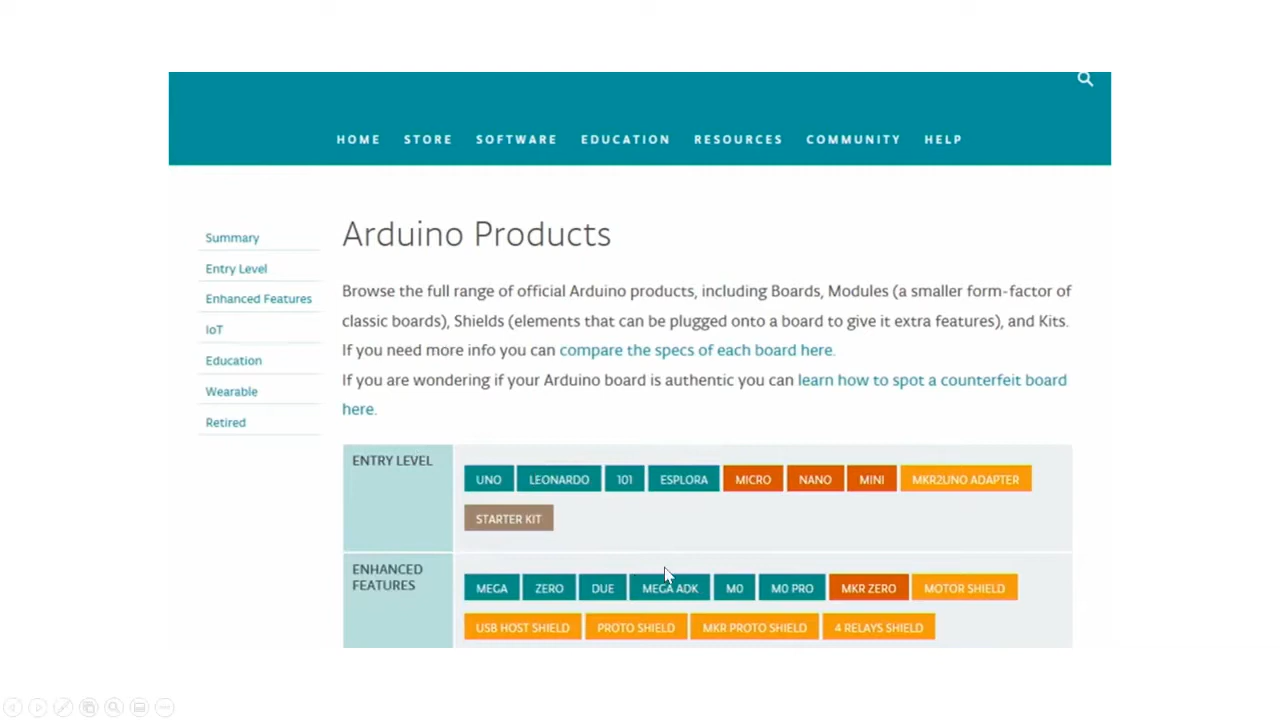 HOME STORE SOFTWARE EDUCATION RESOURCES COMMUNITY HELP
Summary
Entry Level
Enhanced Features
IoT
Education
Wearable
Retired
Arduino Products
Browse the full range of official Arduino products, including Boards, Modules (a smaller form-factor of
classic boards), Shields (elements that can be plugged onto a board to give it extra features), and Kits.
If you need more info you can compare the specs of each board here.
If you are wondering if your Arduino board is authentic you can learn how to spot a counterfeit board
here.
ENTRY LEVEL
UNO LEONARDO 101 ESPLORA MICRO NANO MINI MKR2UNO ADAPTER
STARTER KIT
ENHANCED
FEATURES
MEGA ZERO DUE MEGA ADK M0 M0 PRO MKR ZERO MOTOR SHIELD
USB HOST SHIELD PROTO SHIELD MKR PROTO SHIELD 4 RELAYS SHIELD